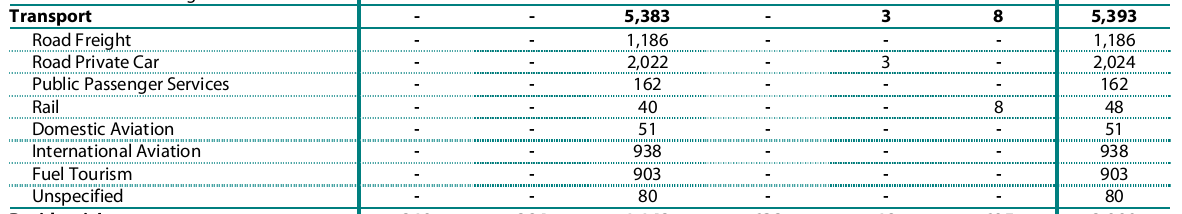 Transport - - 5,383 - 3 8 5,393
Road Freight - - 1,186 - - - 1,186
Road Private Car - - 2,022 - 3 - 2,024
Public Passenger Services - - 162 - - - 162
Rail - - 40 - - 8 48
Domestic Aviation - - 51 - - - 51
International Aviation - - 938 - - - 938
Fuel Tourism - - 903 - - - 903
Unspecified - - 80 - - - 80